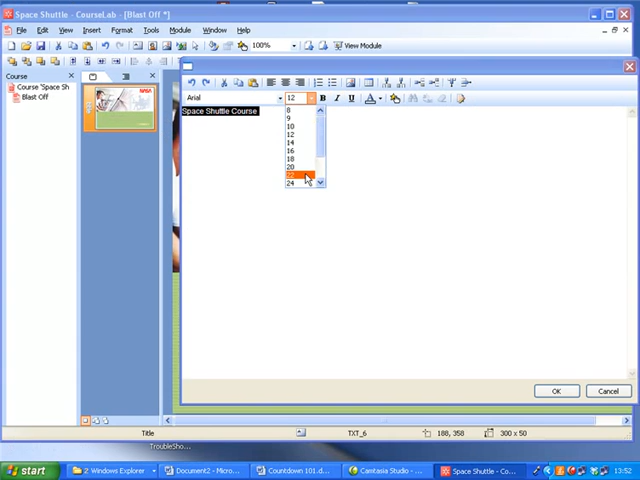 Space Shuttle - CourseLab - [Blast Off *]
File Edit View Insert Format Tools Module Window Help
100% View Module
Course
Course 'Space Sh
Blast Off
NASA
Arial 12 B I U A
Space Shuttle Course
8
9
10
12
14
16
18
20
22
24
OK Cancel
Title TXT_6 188, 358 300 x 50
TroubleSho...
start 2 Windows Explorer Document2 - Micro... Countdown 101.d... Camtasia Studio - ... Space Shuttle - Co... 13:52